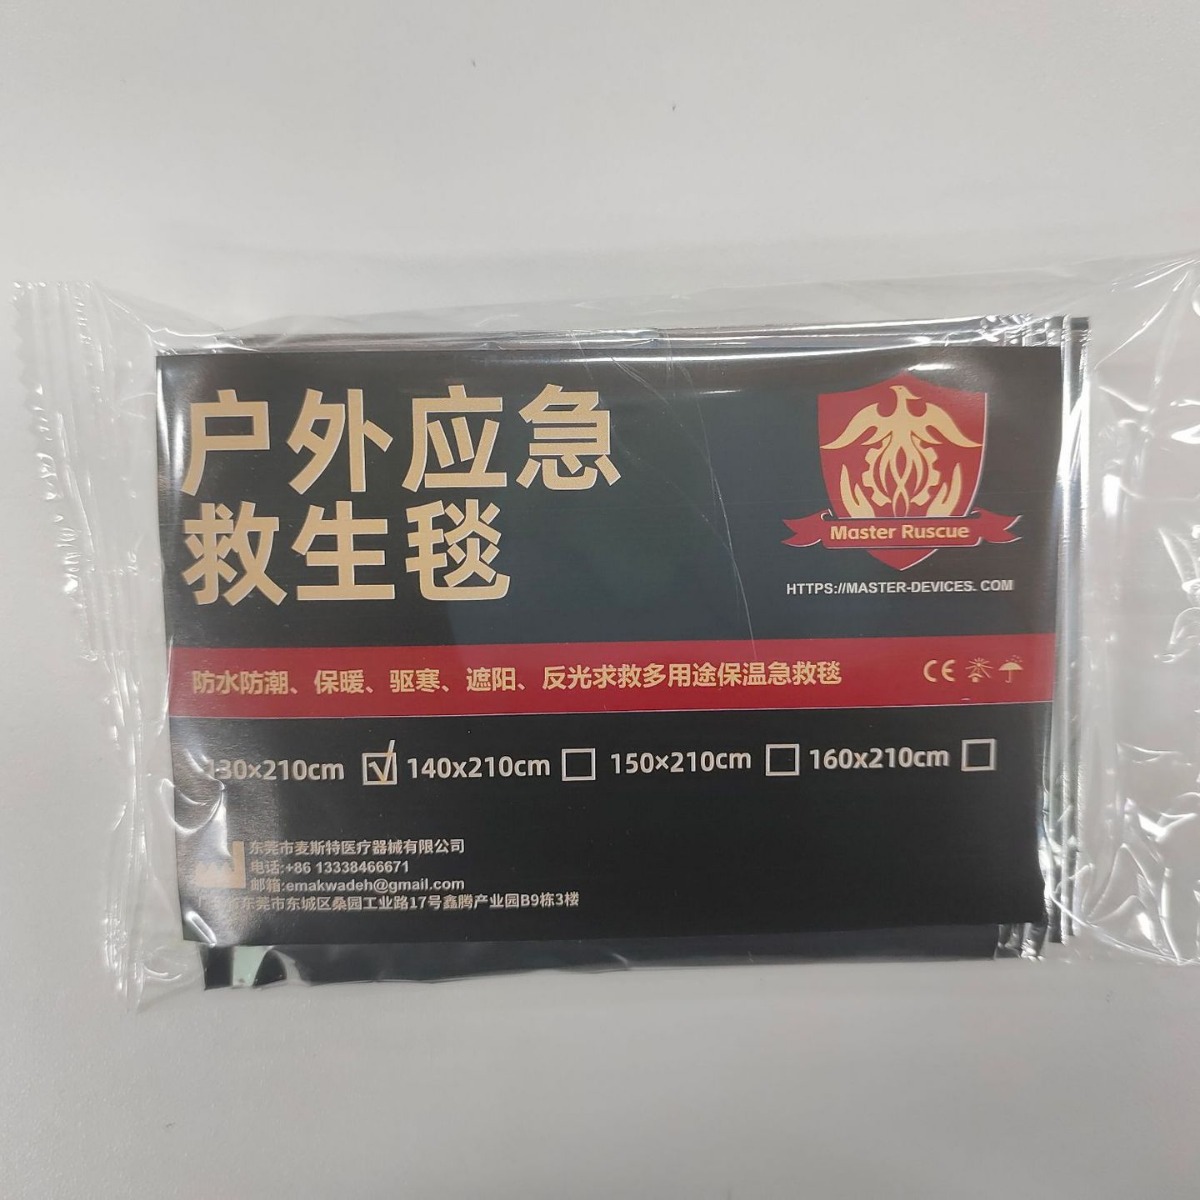 户外应急
救生毯
Master Ruscue
HTTPS://MASTER-DEVICES. COM
防水防潮、保暖、驱寒、遮阳、反光求救多用途保温急救毯
CE
130×210cm ☑ 140x210cm ☐ 150×210cm ☐ 160x210cm ☐
东莞市麦斯特医疗器械有限公司
电话:+86 13338466671
邮箱:emakwadeh@gmail.com
东莞市东城区桑园工业路17号鑫腾产业园B9栋3楼